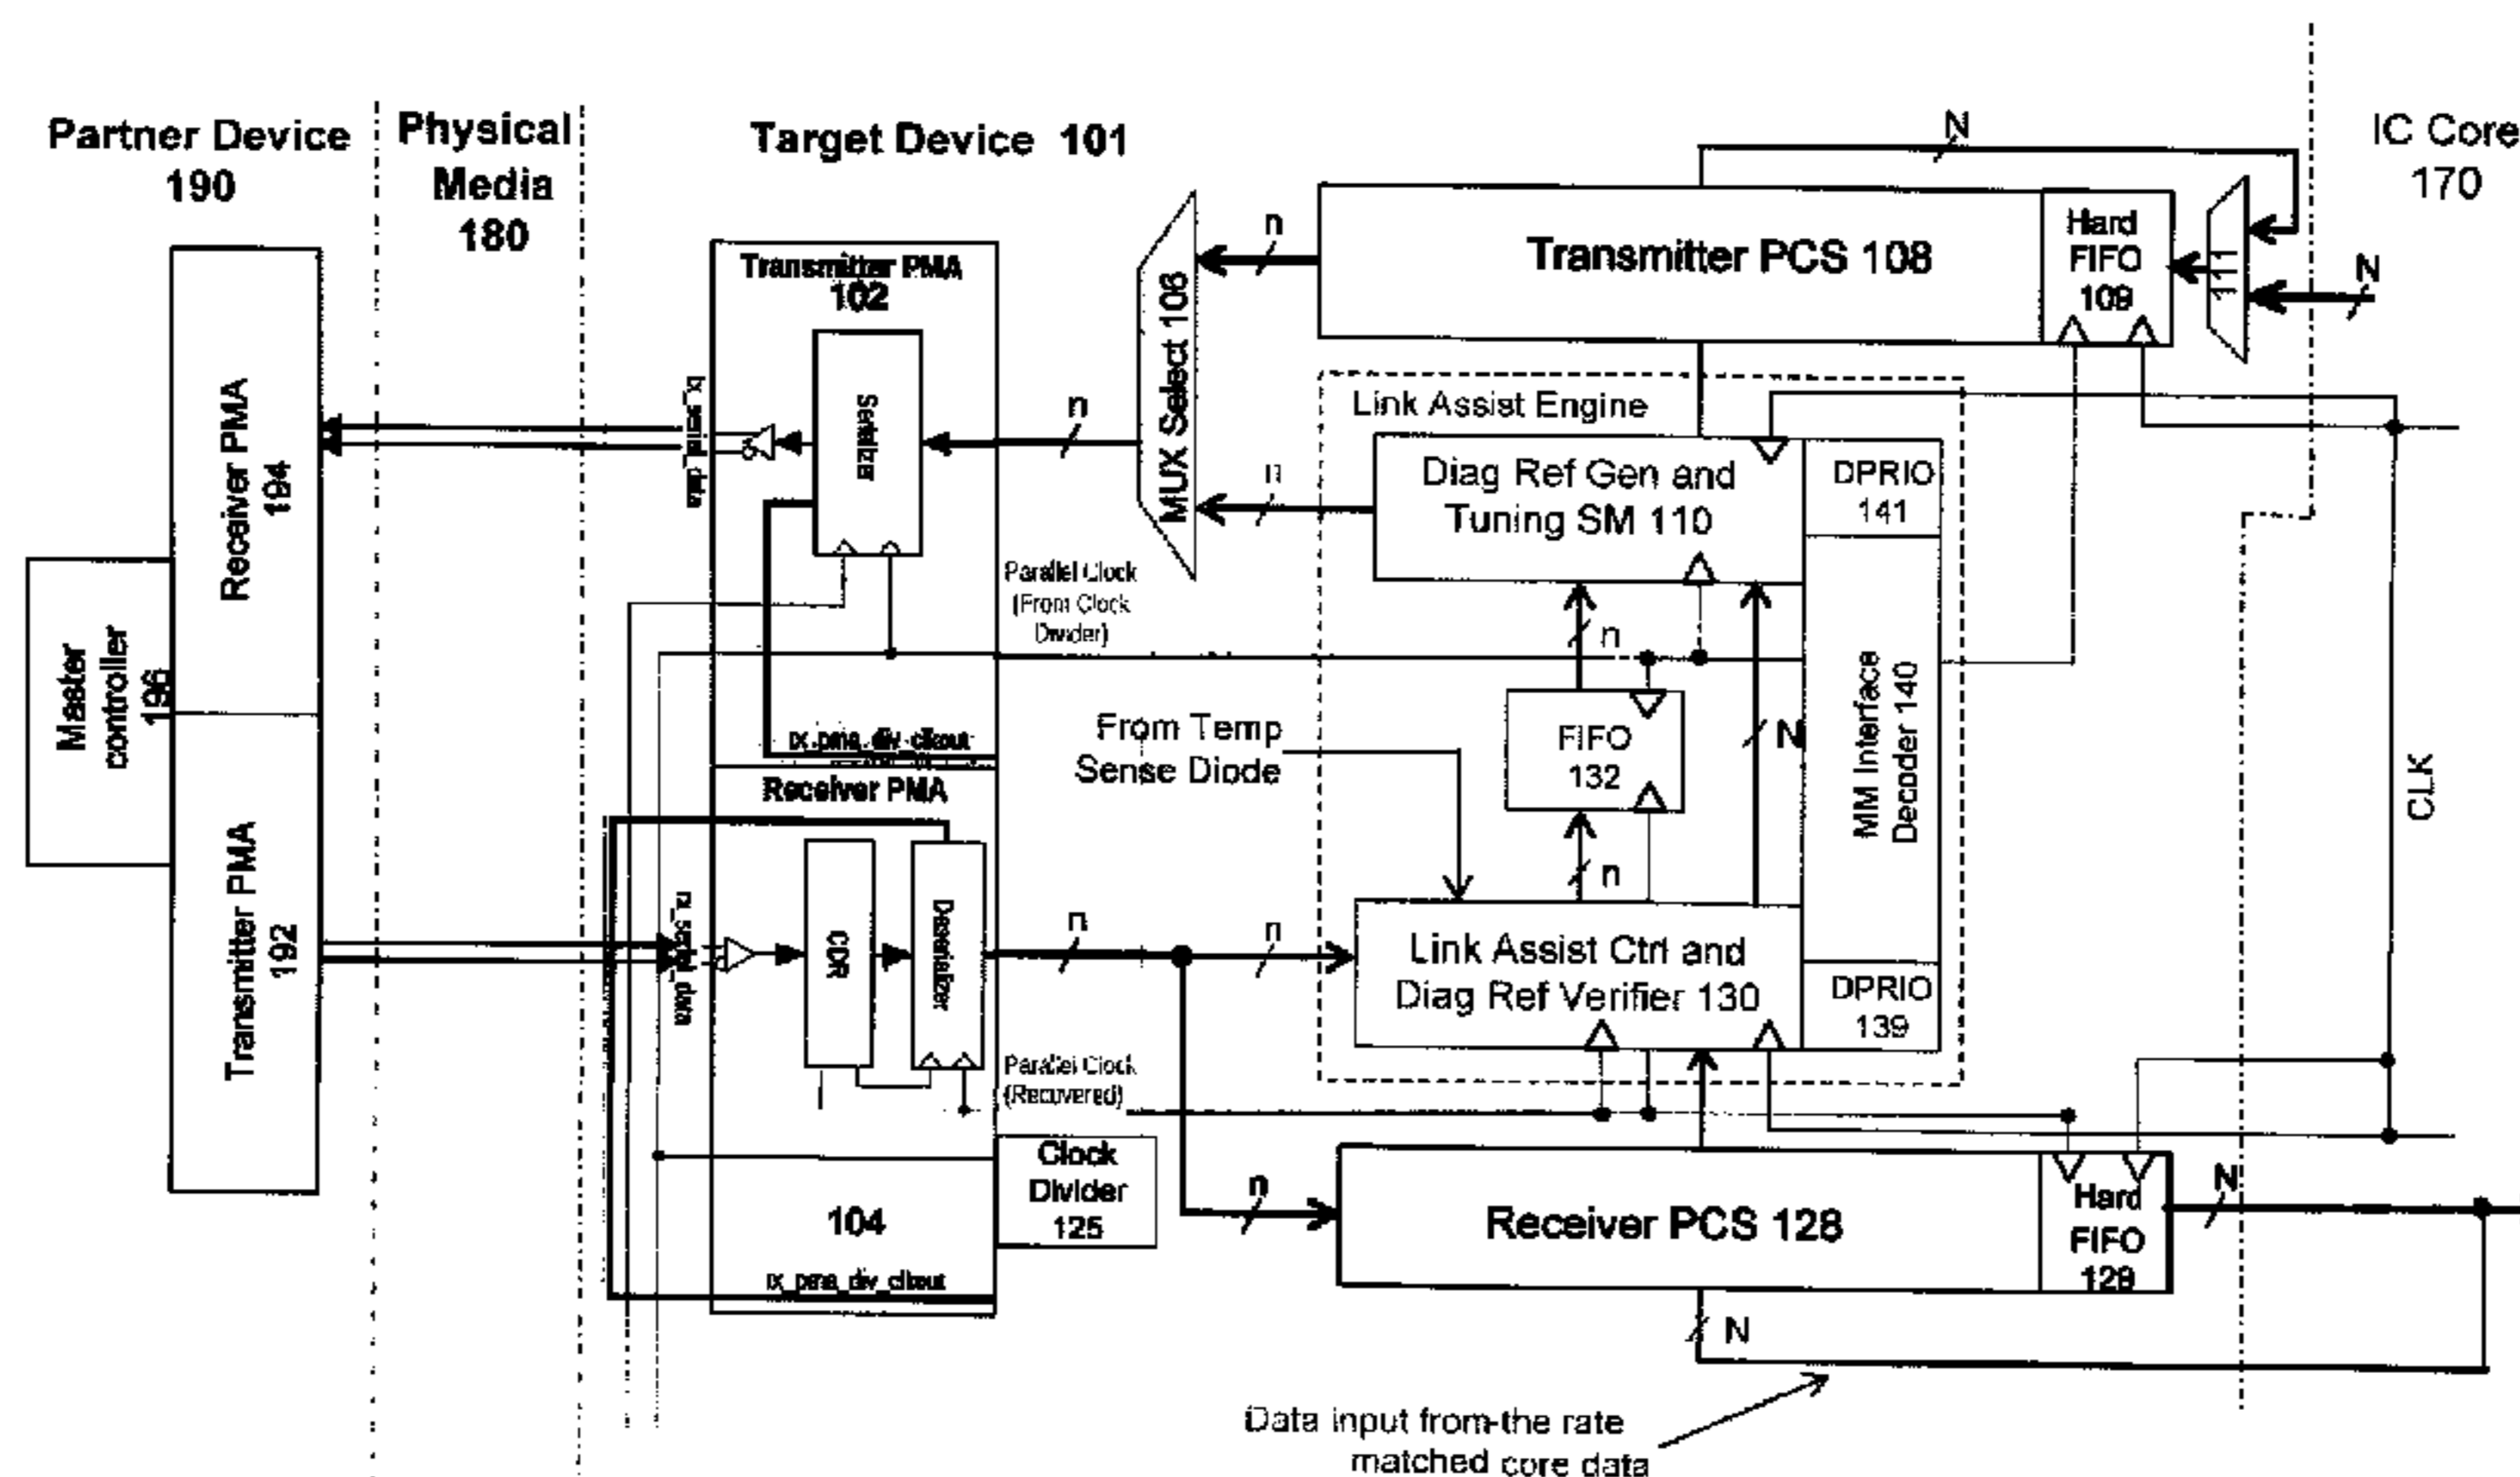 Partner Device
190
Physical
Media
180
Target Device 101
IC Core
170
N
Transmitter PCS 108
Hard
FIFO
109
111
N
n
MUX Select 106
Transmitter PMA
102
Serializer
tx_serial_data
n
Receiver PMA
194
Master
controller
196
Transmitter PMA
192
Link Assist Engine
Diag Ref Gen and
Tuning SM 110
DPRIO
141
n
Parallel Clock
(From Clock
Divider)
n
From Temp
Sense Diode
FIFO
132
N
MM Interface
Decoder 140
CLK
n
Receiver PMA
CDR
Deserializer
rx_serial_data
n
n
Link Assist Ctrl and
Diag Ref Verifier 130
DPRIO
139
Parallel Clock
(Recovered)
Clock
Divider
125
104
n
Receiver PCS 128
Hard
FIFO
129
N
N
Data input from the rate
matched core data